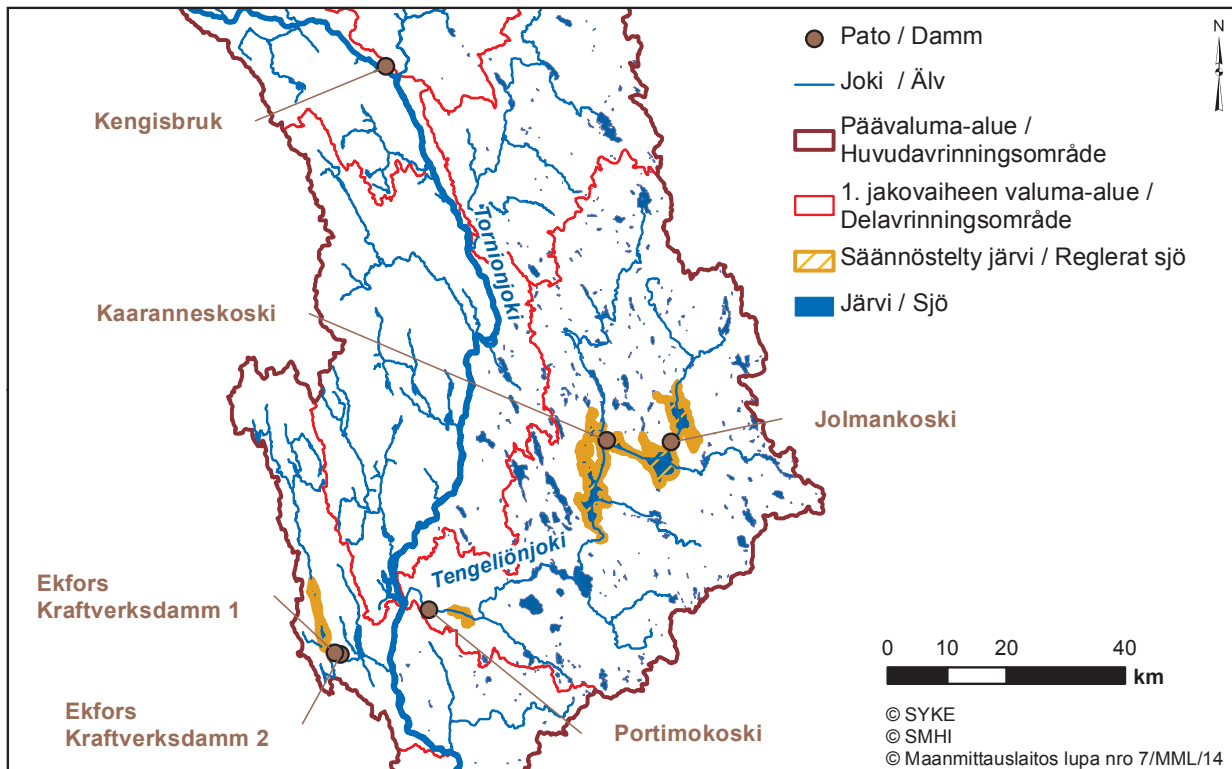 Pato / Damm
Joki / Älv
Päävaluma-alue /
Huvudavrinningsområde
1. jakovaiheen valuma-alue /
Delavrinningsområde
Säännöstelty järvi / Reglerat sjö
Järvi / Sjö
N
Kengisbruk
Tornionjoki
Kaaranneskoski
Jolmankoski
Tengeliönjoki
Ekfors
Kraftverksdamm 1
Ekfors
Kraftverksdamm 2
Portimokoski
0 10 20 40
km
© SYKE
© SMHI
© Maanmittauslaitos lupa nro 7/MML/14